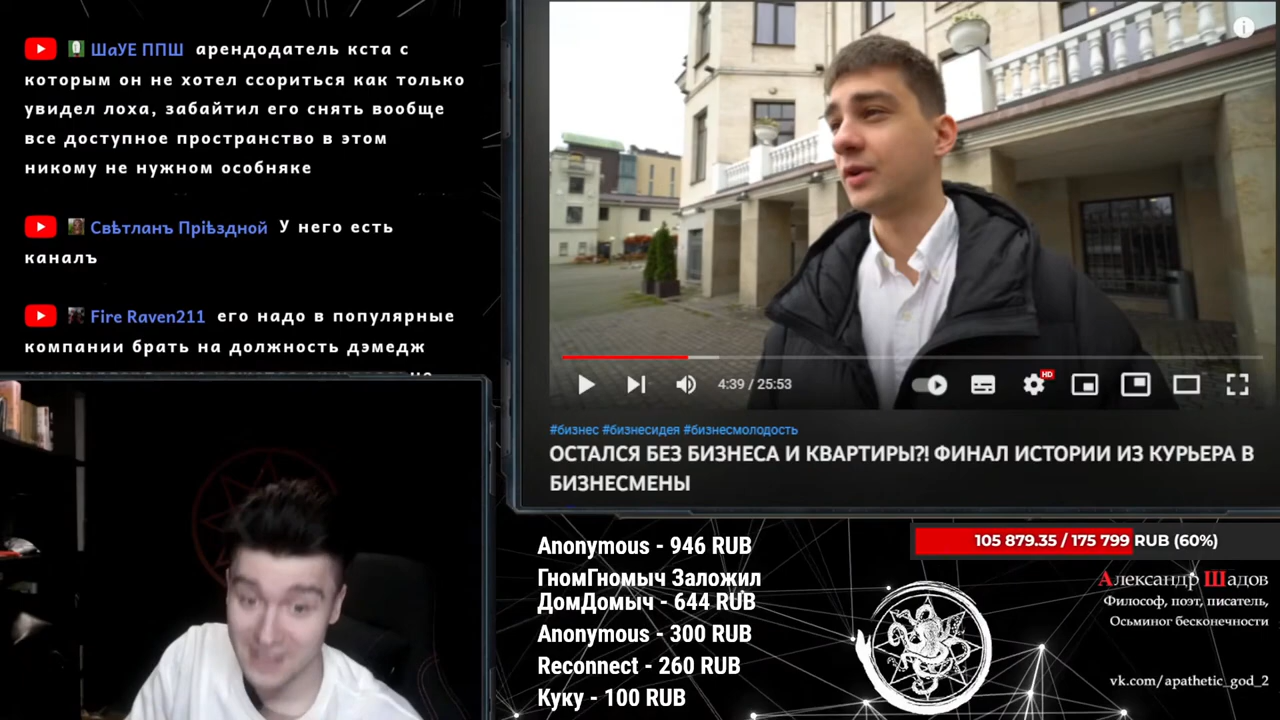 ШаУЕ ППШ арендодатель кста с
которым он не хотел ссориться как только
увидел лоха, забайтил его снять вообще
все доступное пространство в этом
никому не нужном особняке
Свѣтланъ Прiѣздной У него есть
каналъ
Fire Raven211 его надо в популярные
компании брать на должность дэмедж
4:39 / 25:53
HD
#бизнес #бизнесидея #бизнесмолодость
ОСТАЛСЯ БЕЗ БИЗНЕСА И КВАРТИРЫ?! ФИНАЛ ИСТОРИИ ИЗ КУРЬЕРА В
БИЗНЕСМЕНЫ
Anonymous - 946 RUB
ГномГномыч Заложил
ДомДомыч - 644 RUB
Anonymous - 300 RUB
Reconnect - 260 RUB
Куку - 100 RUB
105 879.35 / 175 799 RUB (60%)
Александр Шадов
Философ, поэт, писатель,
Осьминог бесконечности
vk.com/apathetic_god_2